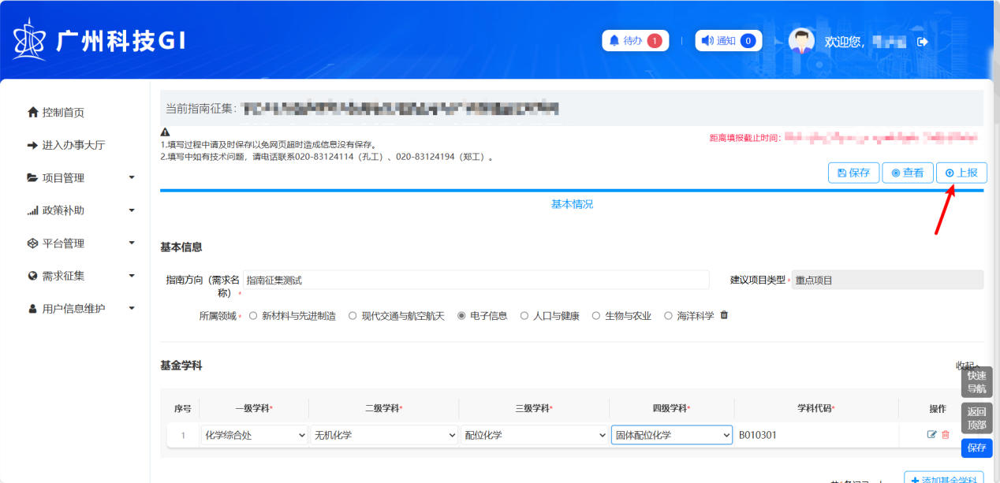 广州科技GI
待办 1
通知 0
欢迎您,
控制首页
进入办事大厅
项目管理
政策补助
平台管理
需求征集
用户信息维护
当前指南征集:
1.填写过程中请及时保存以免网页超时造成信息没有保存。
2.填写中如有技术问题，请电话联系020-83124114（孔工）、020-83124194（郑工）。
距离填报截止时间:
保存 查看 上报
基本情况
基本信息
指南方向（需求名称）* 指南征集测试
建议项目类型* 重点项目
所属领域* 新材料与先进制造 现代交通与航空航天 电子信息 人口与健康 生物与农业 海洋科学
基金学科
收起
序号 一级学科* 二级学科* 三级学科* 四级学科* 学科代码* 操作
1 化学综合处 无机化学 配位化学 固体配位化学 B010301
快速
导航
返回
顶部
保存
添加基金学科